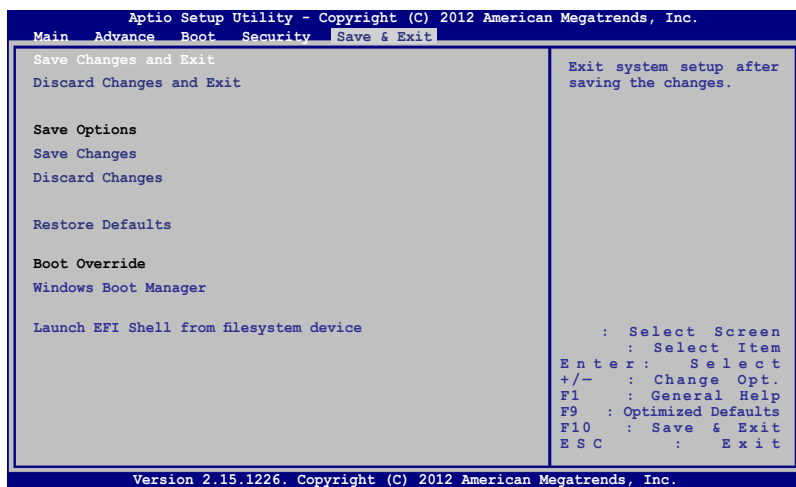 Aptio Setup Utility - Copyright (C) 2012 American Megatrends, Inc.
Main Advance Boot Security Save & Exit
Save Changes and Exit
Discard Changes and Exit
Save Options
Save Changes
Discard Changes
Restore Defaults
Boot Override
Windows Boot Manager
Launch EFI Shell from filesystem device
Exit system setup after
saving the changes.
: Select Screen
: Select Item
Enter: Select
+/— : Change Opt.
F1 : General Help
F9 : Optimized Defaults
F10 : Save & Exit
ESC : Exit
Version 2.15.1226. Copyright (C) 2012 American Megatrends, Inc.